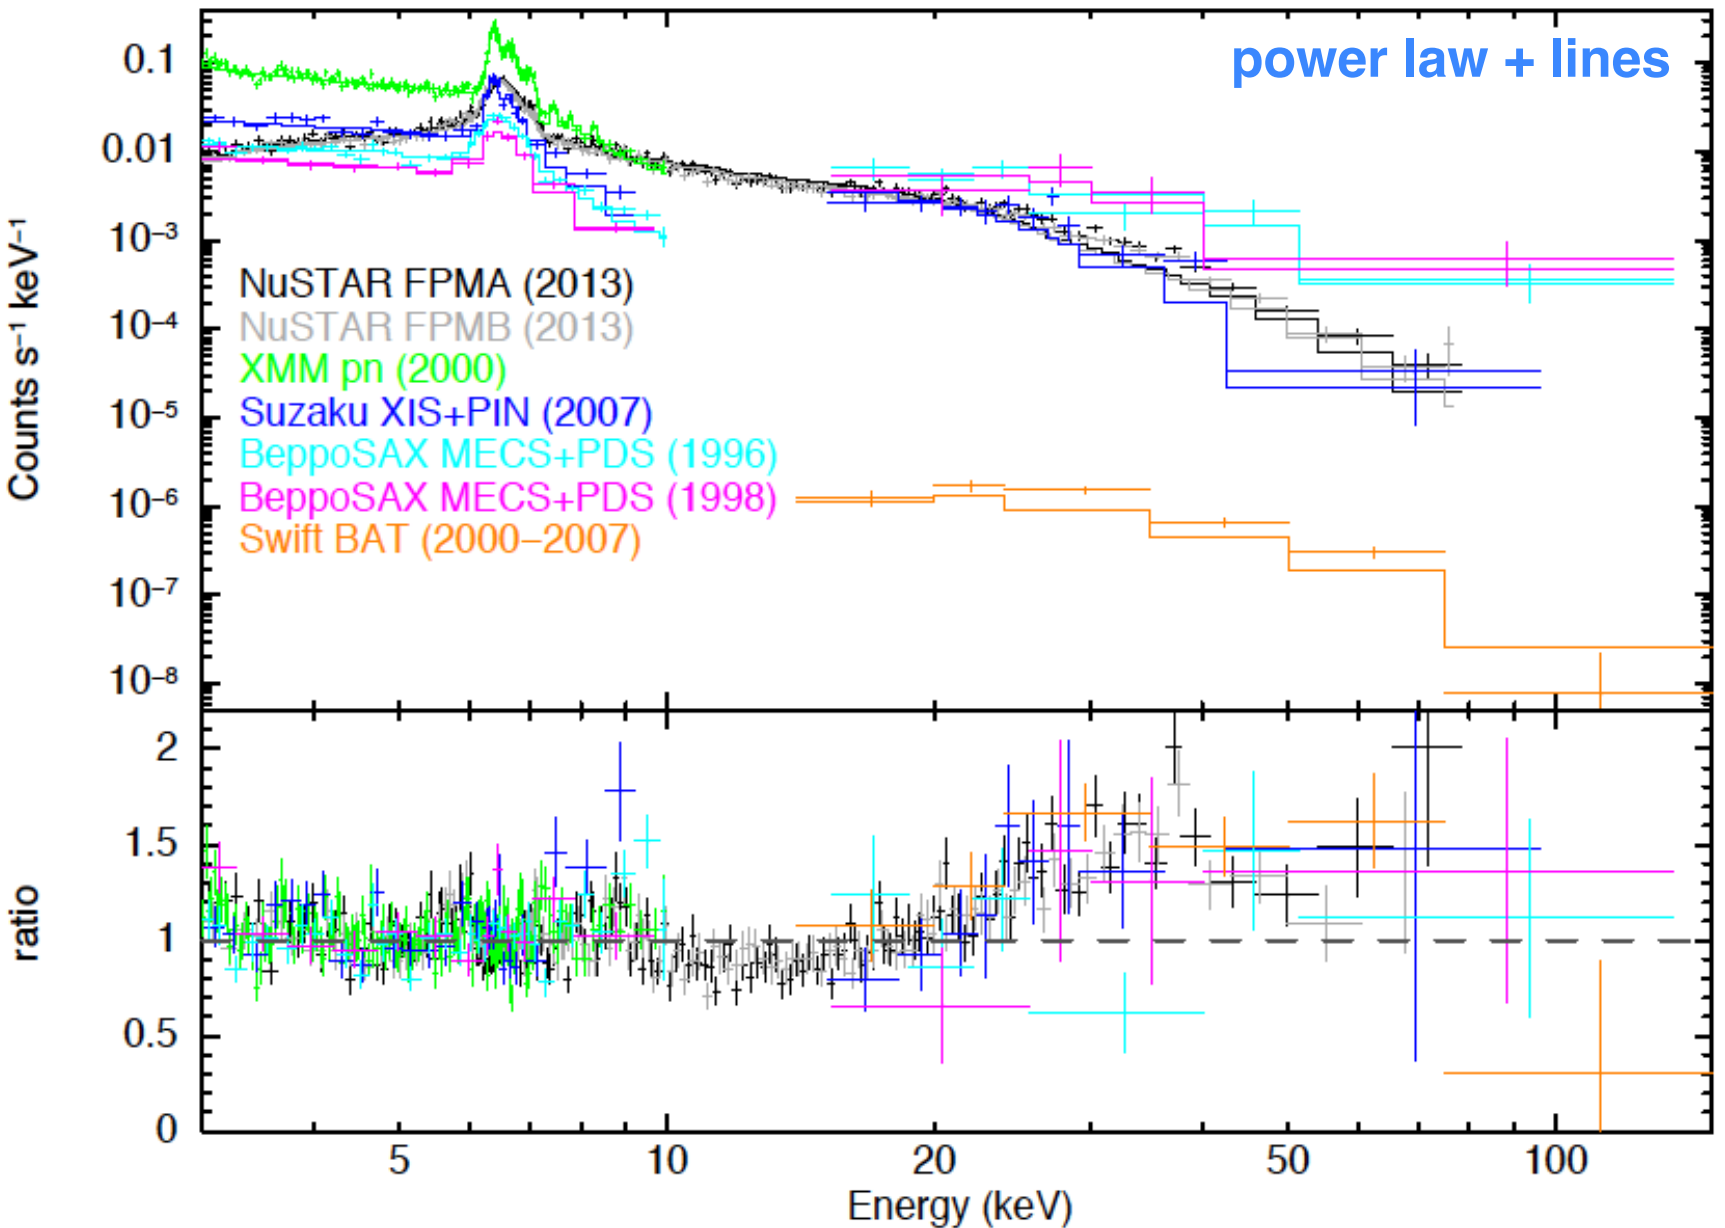 power law + lines
0.1
0.01
10⁻³
10⁻⁴
10⁻⁵
10⁻⁶
10⁻⁷
10⁻⁸
Counts s⁻¹ keV⁻¹
NuSTAR FPMA (2013)
NuSTAR FPMB (2013)
XMM pn (2000)
Suzaku XIS+PIN (2007)
BeppoSAX MECS+PDS (1996)
BeppoSAX MECS+PDS (1998)
Swift BAT (2000–2007)
2
1.5
1
0.5
0
ratio
5 10 20 50 100
Energy (keV)